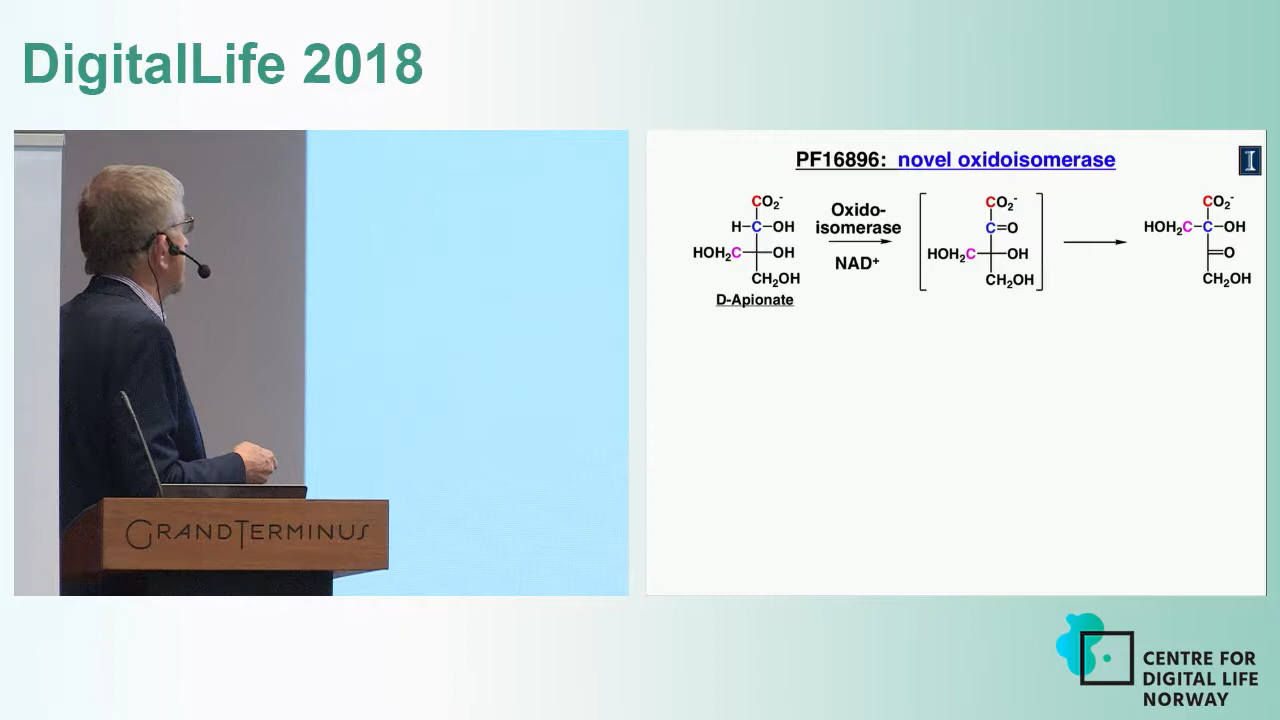 DigitalLife 2018
GRANDTERMINUS
PF16896: novel oxidoisomerase
I
CO₂⁻
H-C-OH
HOH₂C OH
CH₂OH
D-Apionate
Oxido-
isomerase
NAD⁺
CO₂⁻
C=O
HOH₂C OH
CH₂OH
CO₂⁻
HOH₂C-C-OH
=O
CH₂OH
CENTRE FOR
DIGITAL LIFE
NORWAY